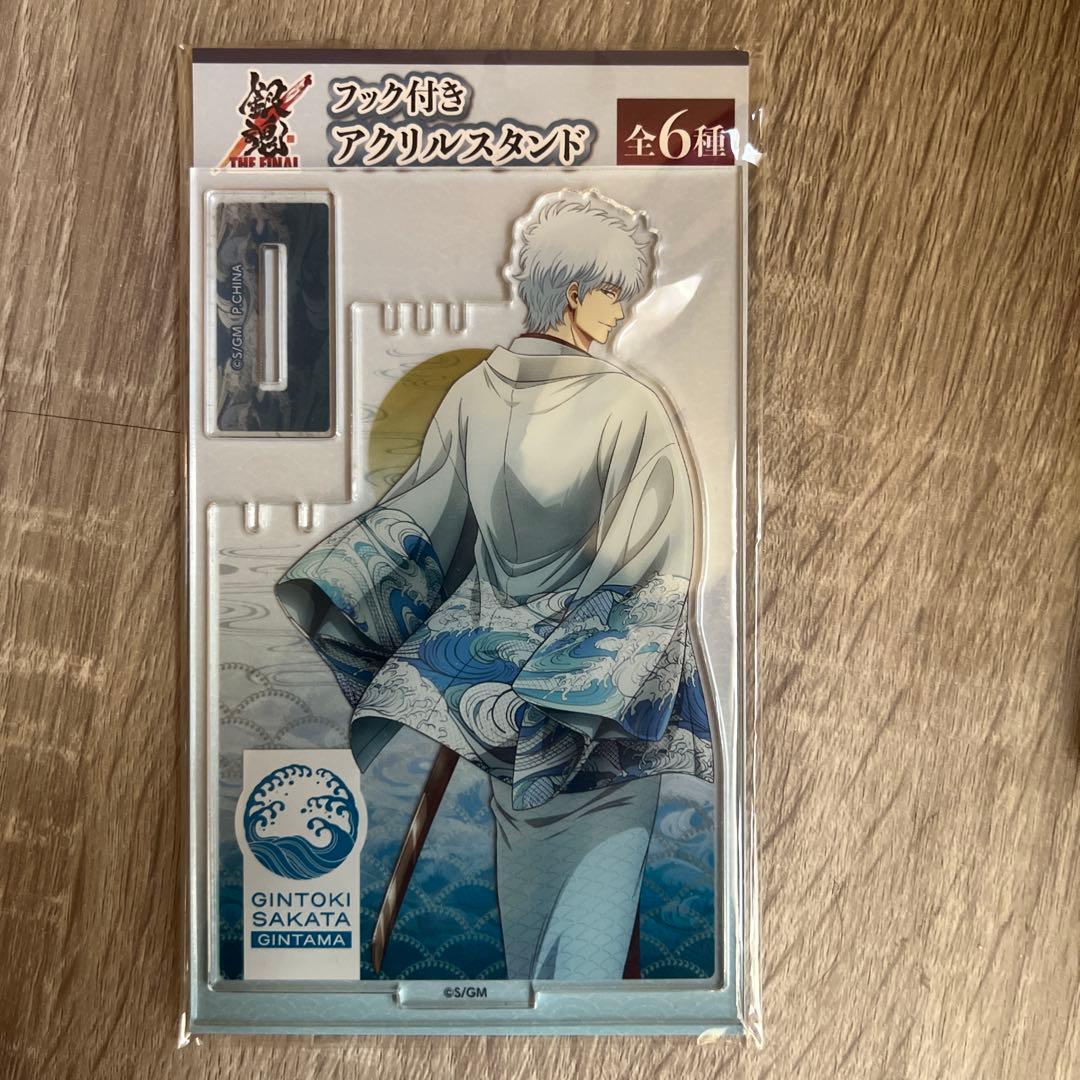 銀魂
THE FINAL
フック付き
アクリルスタンド
全6種
©S/GM P.CHINA
GINTOKI
SAKATA
GINTAMA
©S/GM